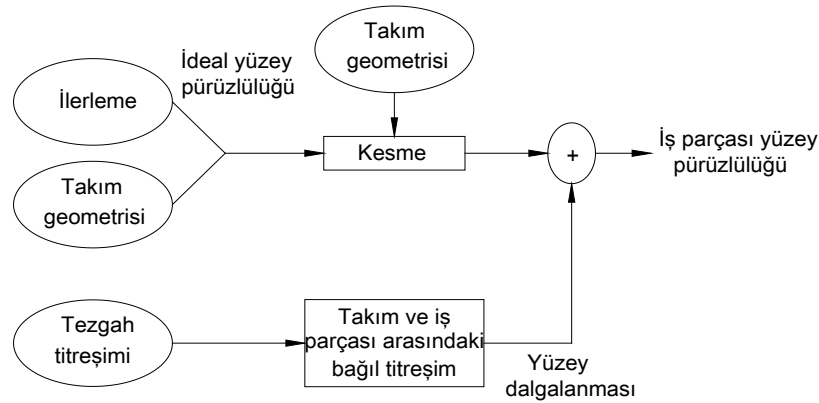 Takım
geometrisi
İdeal yüzey
pürüzlülüğü
İlerleme
Kesme
+
İş parçası yüzey
pürüzlülüğü
Takım
geometrisi
Tezgah
titreşimi
Takım ve iş
parçası arasındaki
bağıl titreşim
Yüzey
dalgalanması